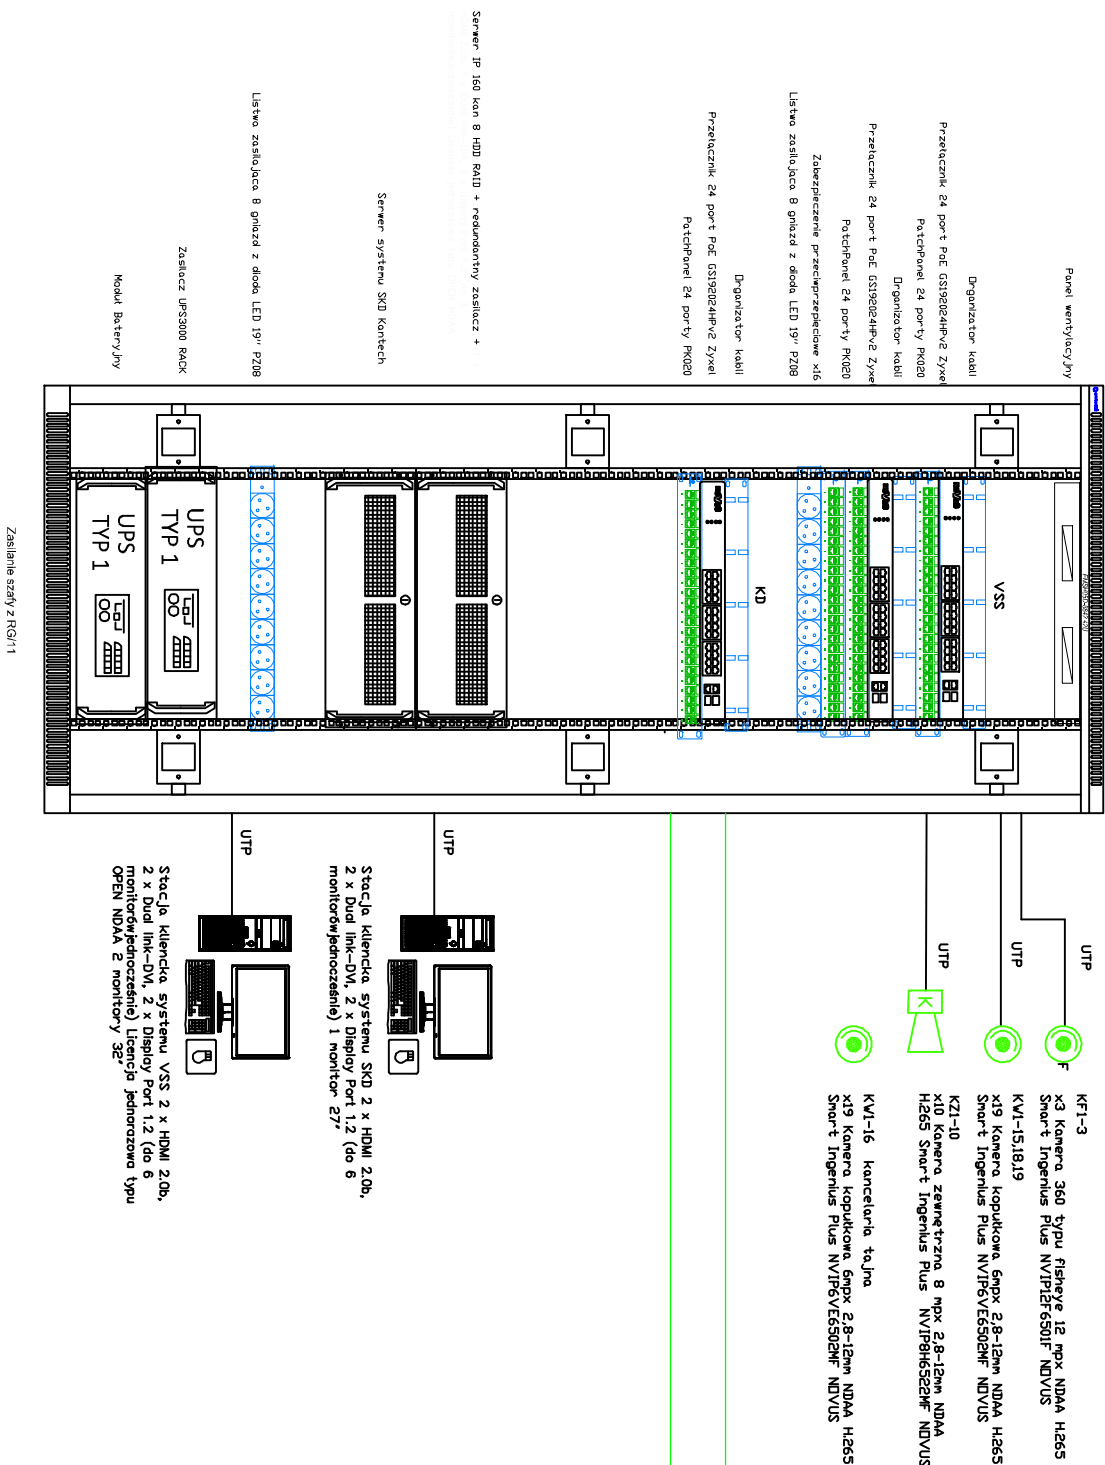 Panel wentylacyjny
Organizator kabli
Przełącznik 24 port PoE GS192024HPv2 Zyxel
PatchPanel 24 porty PK020
Organizator kabli
Przełącznik 24 port PoE GS192024HPv2 Zyxel
PatchPanel 24 porty PK020
Zabezpieczenie przeciwprzepięciowe x16
Listwa zasilająca 8 gniazd z diodą LED 19" PZ08
Organizator kabli
Przełącznik 24 port PoE GS192024HPv2 Zyxel
PatchPanel 24 porty PK020
Serwer IP 160 kan 8 HDD RAID + redundantny zasilacz +
Serwer systemu SKD Kantech
Listwa zasilająca 8 gniazd z diodą LED 19" PZ08
Zasilacz UPS3000 RACK
Moduł Bateryjny
VSS
KD
UPS
TYP 1
UPS
TYP 1
UTP
UTP
UTP
K
F
KF1-3
x3 Kamera 360 typu fisheye 12 mpx NDAA H.265
Smart Ingenius Plus NVIP12F6501F NOVUS
KW1-15,18,19
x19 Kamera kopułkowa 6mpx 2,8-12mm NDAA H.265
Smart Ingenius Plus NVIP6VE6502MF NOVUS
KZ1-10
x10 Kamera zewnętrzna 8 mpx 2,8-12mm NDAA
H.265 Smart Ingenius Plus NVIP8H6522MF NOVUS
KW1-16 kancelaria tajna
x19 Kamera kopułkowa 6mpx 2,8-12mm NDAA H.265
Smart Ingenius Plus NVIP6VE6502MF NOVUS
UTP
Stacja kliencka systemu SKD 2 x HDMI 2.0b,
2 x Dual link-DVI, 2 x Display Port 1.2 (do 6
monitorówjednocześnie) 1 monitor 27"
UTP
Stacja kliencka systemu VSS 2 x HDMI 2.0b,
2 x Dual link-DVI, 2 x Display Port 1.2 (do 6
monitorówjednocześnie) Licencja jednorazowa typu
OPEN NDAA 2 monitory 32"
Zasilanie szafy z RG/11